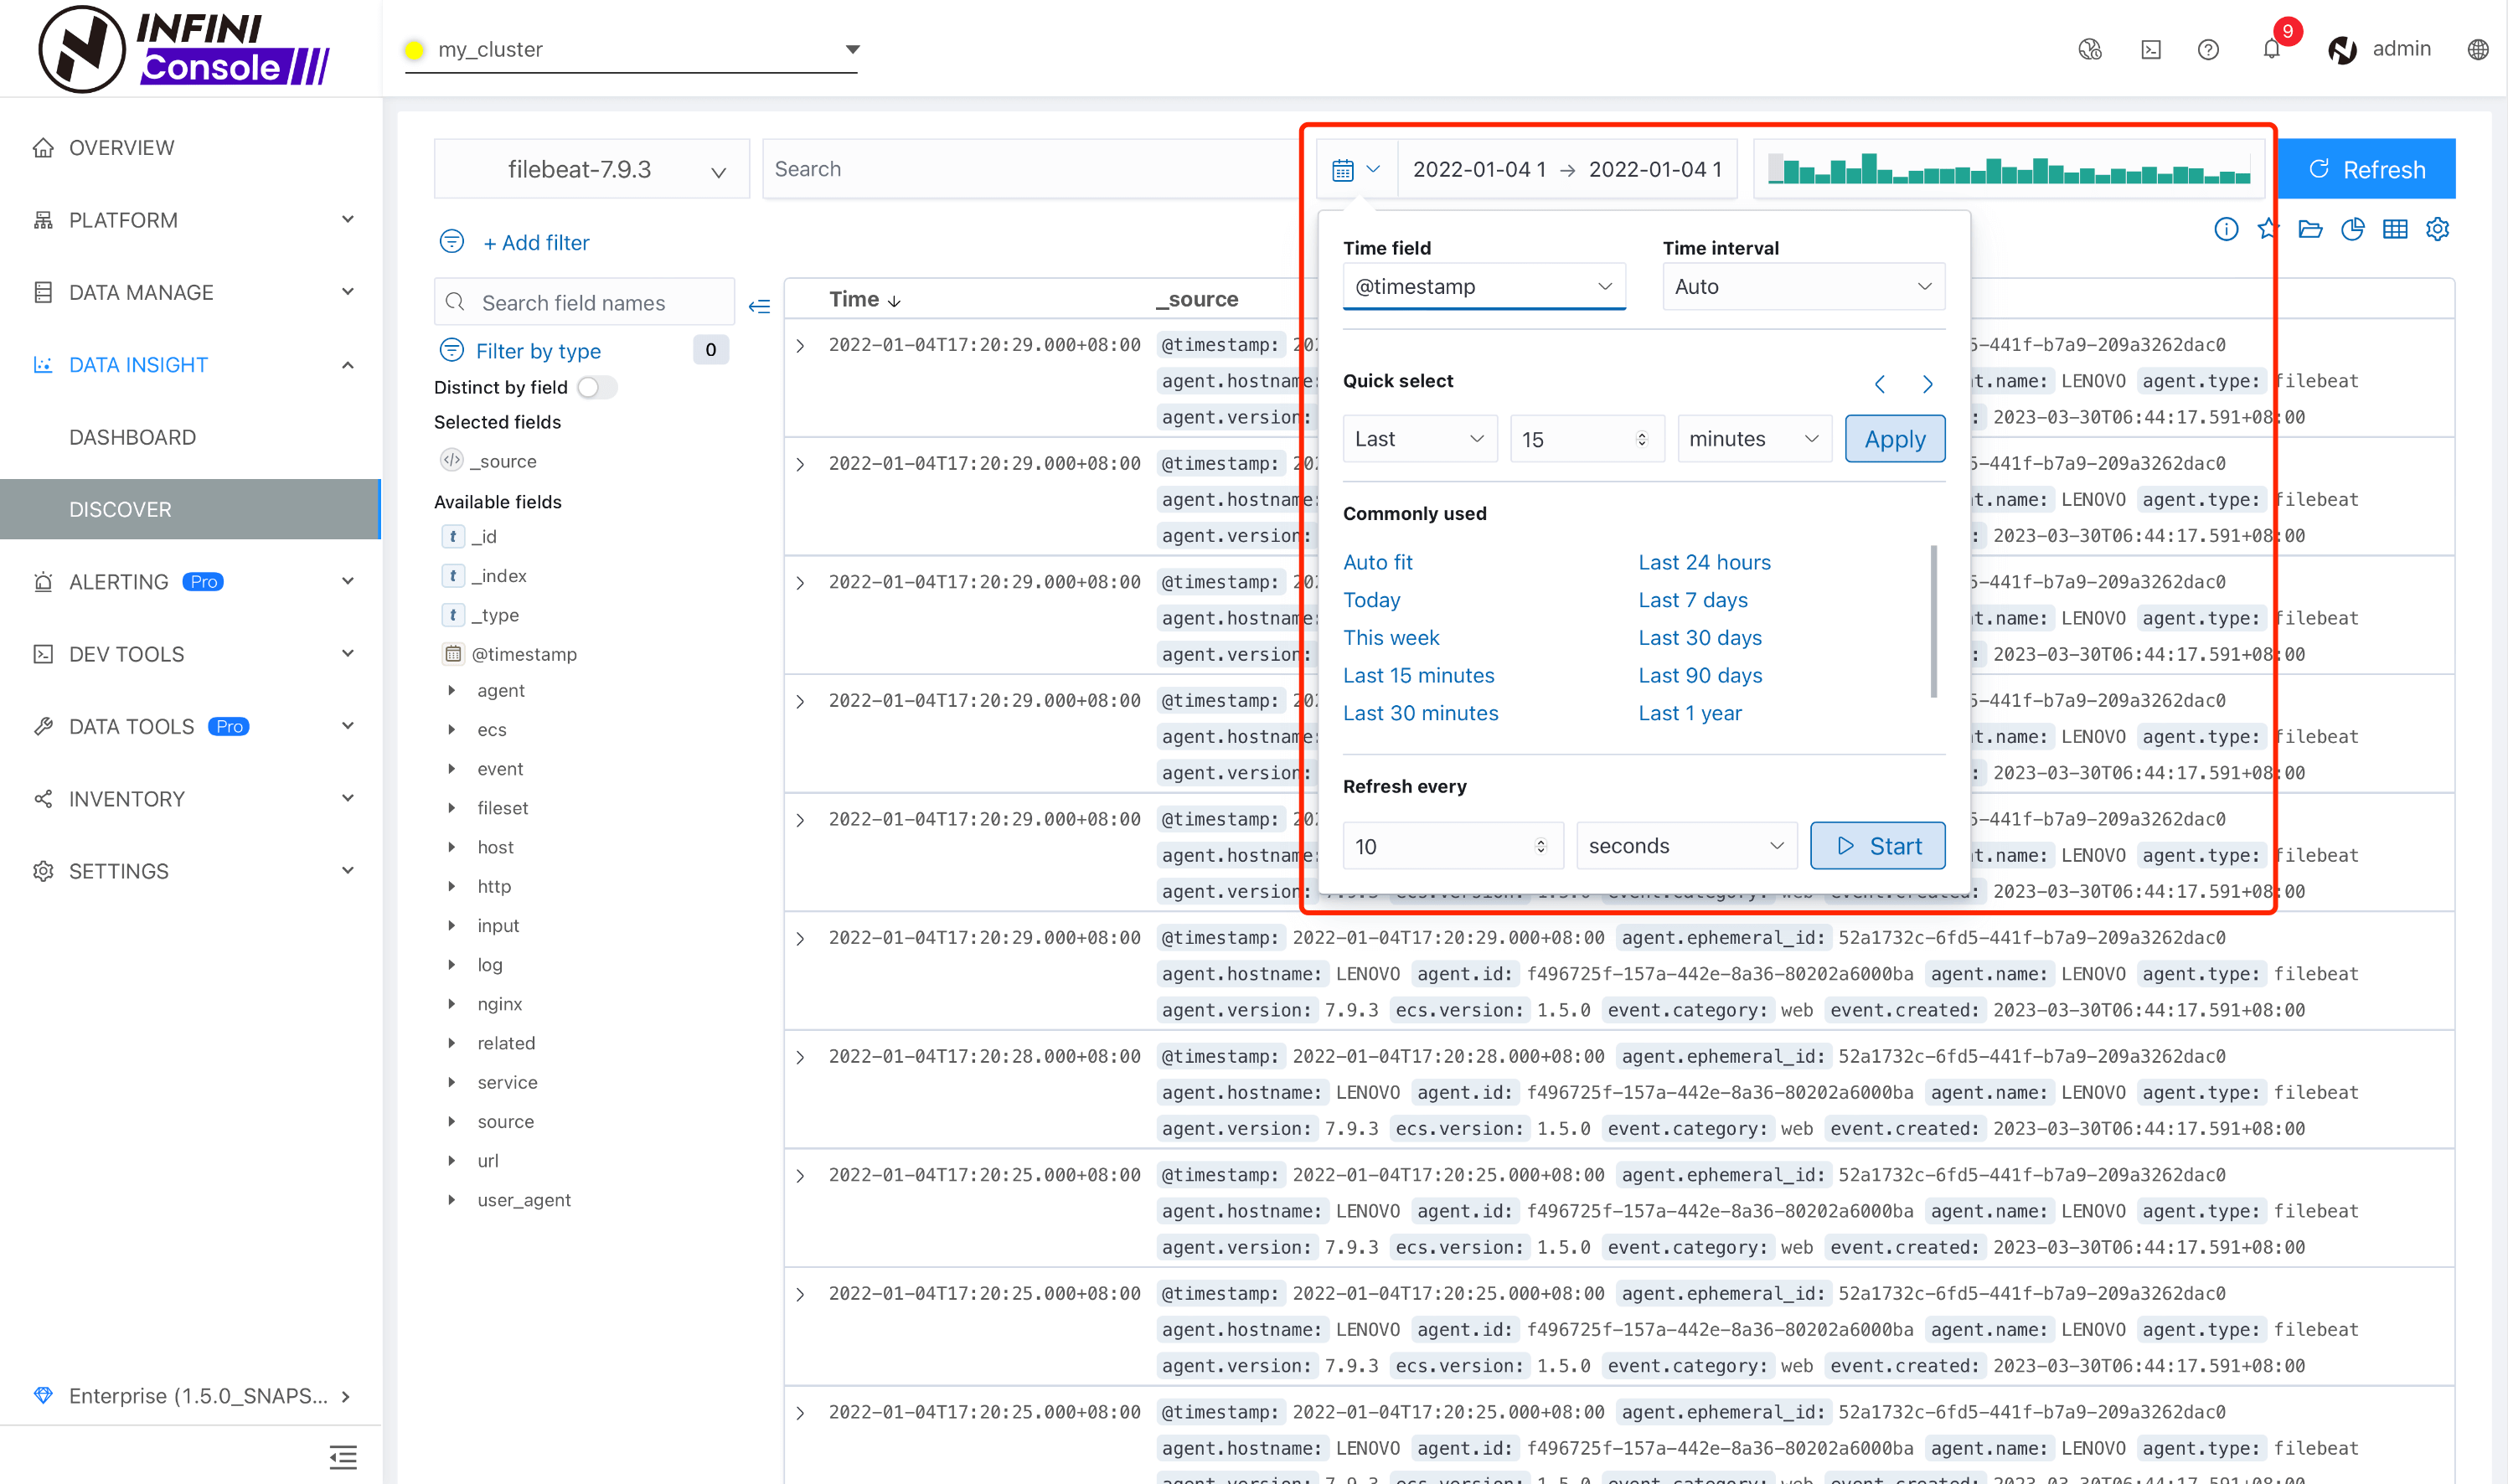 INFINI
Console
my_cluster
9
admin
OVERVIEW
PLATFORM
DATA MANAGE
DATA INSIGHT
DASHBOARD
DISCOVER
ALERTING Pro
DEV TOOLS
DATA TOOLS Pro
INVENTORY
SETTINGS
Enterprise (1.5.0_SNAPS...
filebeat-7.9.3
Search
2022-01-04 1 → 2022-01-04 1
Refresh
+ Add filter
Search field names
Filter by type 0
Distinct by field
Selected fields
_source
Available fields
t _id
t _index
t _type
@timestamp
agent
ecs
event
fileset
host
http
input
log
nginx
related
service
source
url
user_agent
Time ↓ _source
Time field Time interval
@timestamp Auto
Quick select
Last 15 minutes Apply
Commonly used
Auto fit Last 24 hours
Today Last 7 days
This week Last 30 days
Last 15 minutes Last 90 days
Last 30 minutes Last 1 year
Refresh every
10 seconds Start
2022-01-04T17:20:29.000+08:00 @timestamp: 5-441f-b7a9-209a3262dac0
agent.hostname: t.name: LENOVO agent.type: filebeat
agent.version: : 2023-03-30T06:44:17.591+08:00
2022-01-04T17:20:29.000+08:00 @timestamp: 5-441f-b7a9-209a3262dac0
agent.hostname: t.name: LENOVO agent.type: filebeat
agent.version: : 2023-03-30T06:44:17.591+08:00
2022-01-04T17:20:29.000+08:00 @timestamp: 5-441f-b7a9-209a3262dac0
agent.hostname: t.name: LENOVO agent.type: filebeat
agent.version: : 2023-03-30T06:44:17.591+08:00
2022-01-04T17:20:29.000+08:00 @timestamp: 5-441f-b7a9-209a3262dac0
agent.hostname: t.name: LENOVO agent.type: filebeat
agent.version: : 2023-03-30T06:44:17.591+08:00
2022-01-04T17:20:29.000+08:00 @timestamp: 5-441f-b7a9-209a3262dac0
agent.hostname: t.name: LENOVO agent.type: filebeat
agent.version: : 2023-03-30T06:44:17.591+08:00
2022-01-04T17:20:29.000+08:00 @timestamp: 2022-01-04T17:20:29.000+08:00 agent.ephemeral_id: 52a1732c-6fd5-441f-b7a9-209a3262dac0
agent.hostname: LENOVO agent.id: f496725f-157a-442e-8a36-80202a6000ba agent.name: LENOVO agent.type: filebeat
agent.version: 7.9.3 ecs.version: 1.5.0 event.category: web event.created: 2023-03-30T06:44:17.591+08:00
2022-01-04T17:20:28.000+08:00 @timestamp: 2022-01-04T17:20:28.000+08:00 agent.ephemeral_id: 52a1732c-6fd5-441f-b7a9-209a3262dac0
agent.hostname: LENOVO agent.id: f496725f-157a-442e-8a36-80202a6000ba agent.name: LENOVO agent.type: filebeat
agent.version: 7.9.3 ecs.version: 1.5.0 event.category: web event.created: 2023-03-30T06:44:17.591+08:00
2022-01-04T17:20:25.000+08:00 @timestamp: 2022-01-04T17:20:25.000+08:00 agent.ephemeral_id: 52a1732c-6fd5-441f-b7a9-209a3262dac0
agent.hostname: LENOVO agent.id: f496725f-157a-442e-8a36-80202a6000ba agent.name: LENOVO agent.type: filebeat
agent.version: 7.9.3 ecs.version: 1.5.0 event.category: web event.created: 2023-03-30T06:44:17.591+08:00
2022-01-04T17:20:25.000+08:00 @timestamp: 2022-01-04T17:20:25.000+08:00 agent.ephemeral_id: 52a1732c-6fd5-441f-b7a9-209a3262dac0
agent.hostname: LENOVO agent.id: f496725f-157a-442e-8a36-80202a6000ba agent.name: LENOVO agent.type: filebeat
agent.version: 7.9.3 ecs.version: 1.5.0 event.category: web event.created: 2023-03-30T06:44:17.591+08:00
2022-01-04T17:20:25.000+08:00 @timestamp: 2022-01-04T17:20:25.000+08:00 agent.ephemeral_id: 52a1732c-6fd5-441f-b7a9-209a3262dac0
agent.hostname: LENOVO agent.id: f496725f-157a-442e-8a36-80202a6000ba agent.name: LENOVO agent.type: filebeat